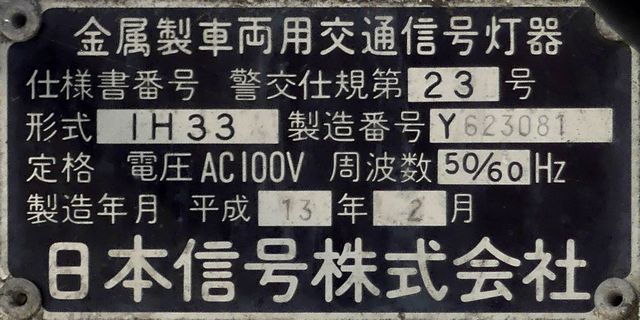 金属製車両用交通信号灯器
仕様書番号 警交仕規第 23 号
形式 1H33 製造番号 Y623081
定格 電圧 AC100V 周波数 50/60 Hz
製造年月 平成 13 年 2 月
日本信号株式会社